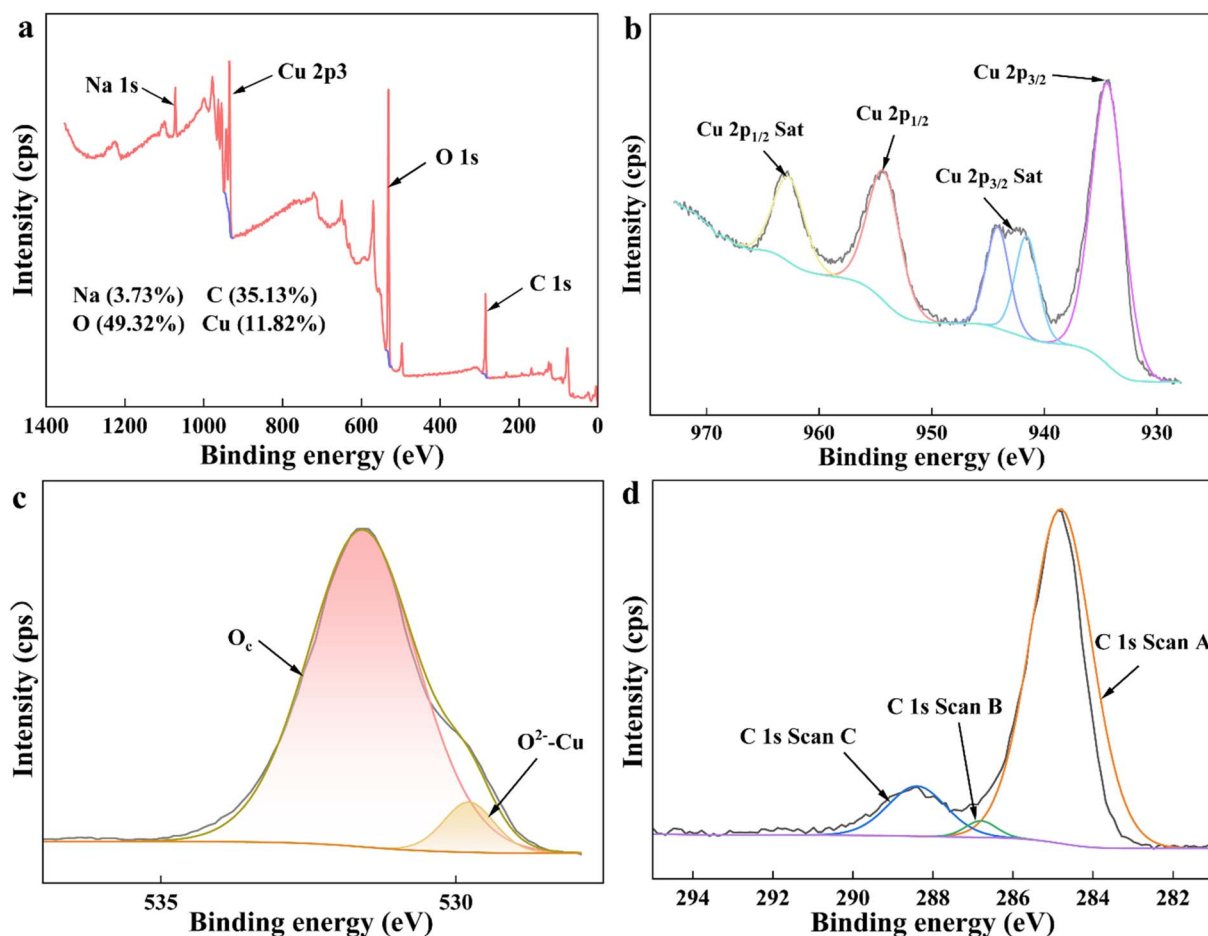 a
Na 1s
Cu 2p3
O 1s
C 1s
Na (3.73%) C (35.13%)
O (49.32%) Cu (11.82%)
Intensity (cps)
1400 1200 1000 800 600 400 200 0
Binding energy (eV)
b
Cu 2p3/2
Cu 2p1/2 Sat
Cu 2p1/2
Cu 2p3/2 Sat
Intensity (cps)
970 960 950 940 930
Binding energy (eV)
c
Oc
O2--Cu
Intensity (cps)
535 530
Binding energy (eV)
d
C 1s Scan A
C 1s Scan B
C 1s Scan C
Intensity (cps)
294 292 290 288 286 284 282
Binding energy (eV)